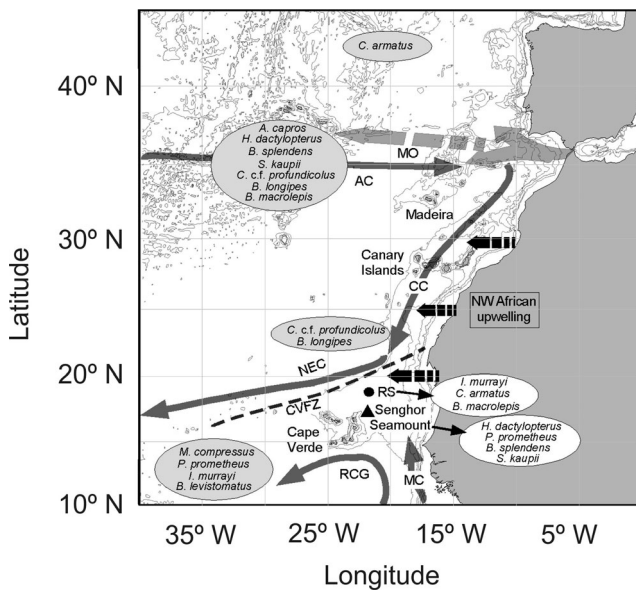 C. armatus
40º N
A. capros
H. dactylopterus
B. splendens
S. kaupii
C. c.f. profundicolus
B. longipes
B. macrolepis
MO
AC
Madeira
30º N
Canary
Islands
CC
NW African
upwelling
C. c.f. profundicolus
B. longipes
NEC
20º N
CVFZ
RS
I. murrayi
C. armatus
B. macrolepis
Senghor
Seamount
H. dactylopterus
P. prometheus
B. splendens
S. kaupii
Cape
Verde
M. compressus
P. prometheus
I. murrayi
B. levistomatus
RCG
MC
10º N
35º W
25º W
15º W
5º W
Latitude
Longitude